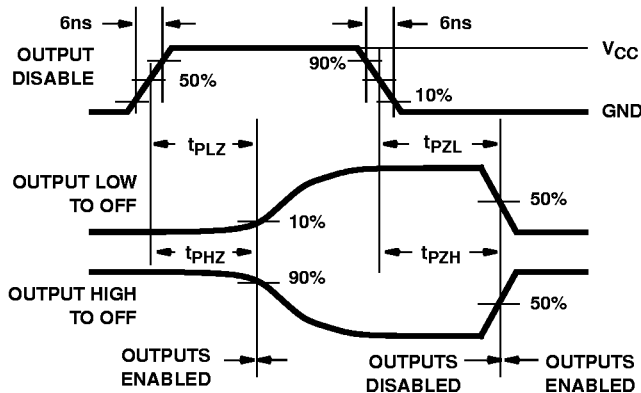 6ns
6ns
OUTPUT
DISABLE
90%
50%
10%
VCC
GND
tPLZ
tPZL
OUTPUT LOW
TO OFF
10%
50%
tPHZ
tPZH
90%
OUTPUT HIGH
TO OFF
50%
OUTPUTS
ENABLED
OUTPUTS
DISABLED
OUTPUTS
ENABLED